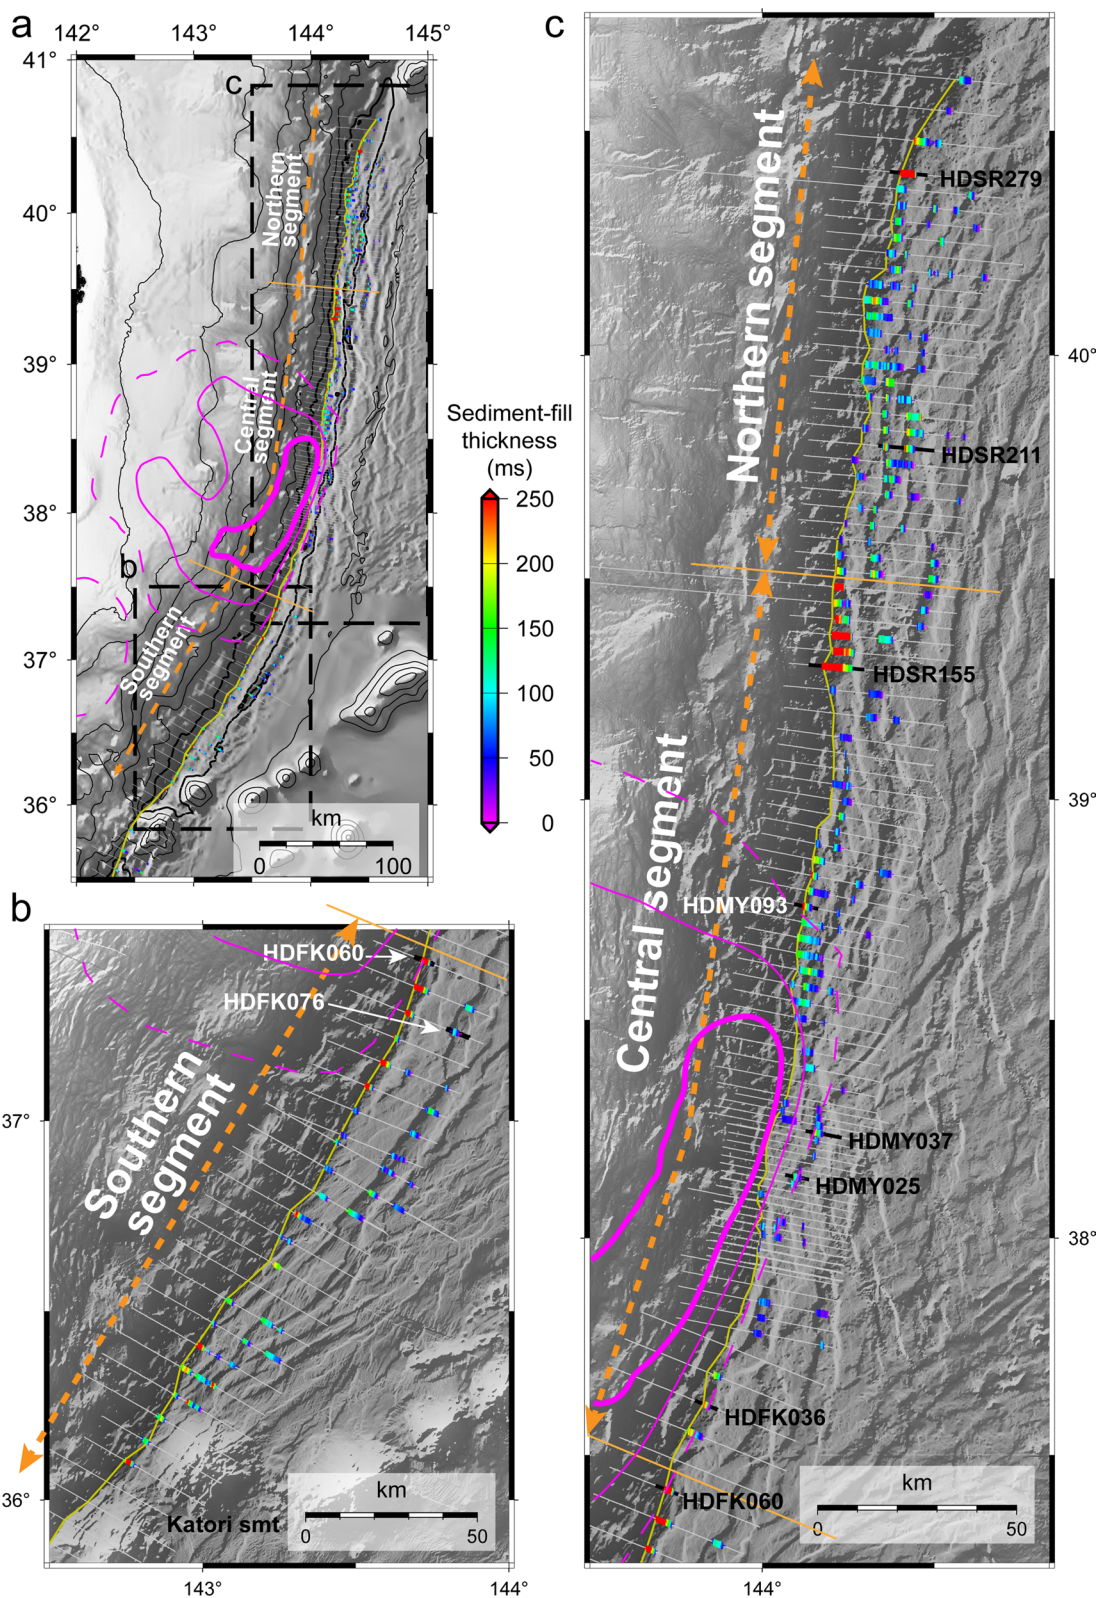 a
142°
143°
144°
145°
41°
40°
39°
38°
37°
36°
c
b
Northern
segment
Central
segment
Southern
segment
km
0
100
Sediment-fill
thickness
(ms)
250
200
150
100
50
0
b
37°
36°
143°
144°
HDFK060
HDFK076
Southern
segment
Katori smt
km
0
50
c
40°
39°
38°
144°
Northern segment
Central segment
HDSR279
HDSR211
HDSR155
HDMY093
HDMY037
HDMY025
HDFK036
HDFK060
km
0
50